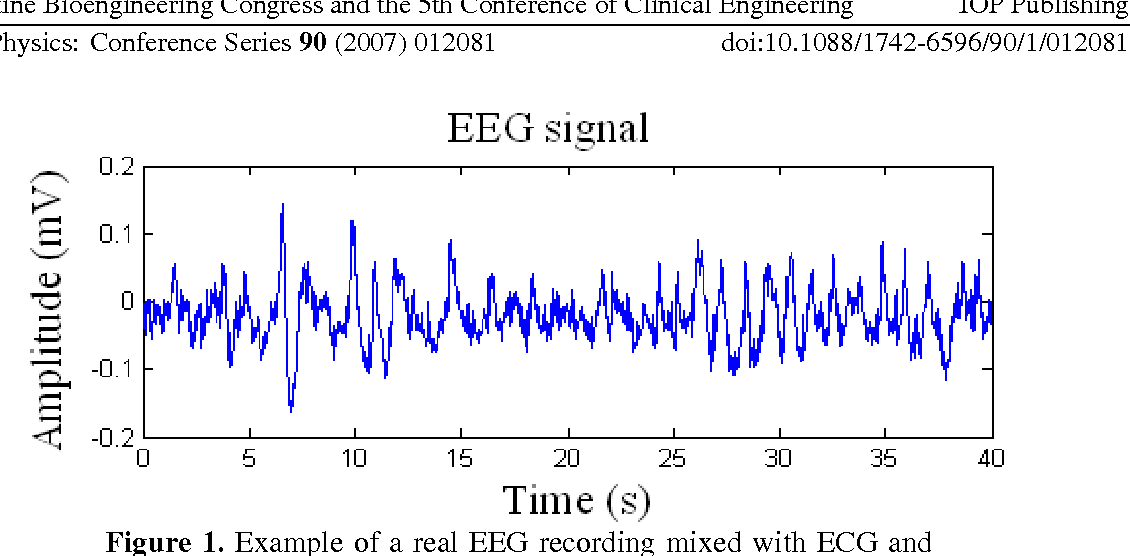 tine Bioengineering Congress and the 5th Conference of Clinical Engineering IOP Publishing
Physics: Conference Series 90 (2007) 012081 doi:10.1088/1742-6596/90/1/012081
EEG signal
Amplitude (mV)
0.2
0.1
0
-0.1
-0.2
0 5 10 15 20 25 30 35 40
Time (s)
Figure 1. Example of a real EEG recording mixed with ECG and